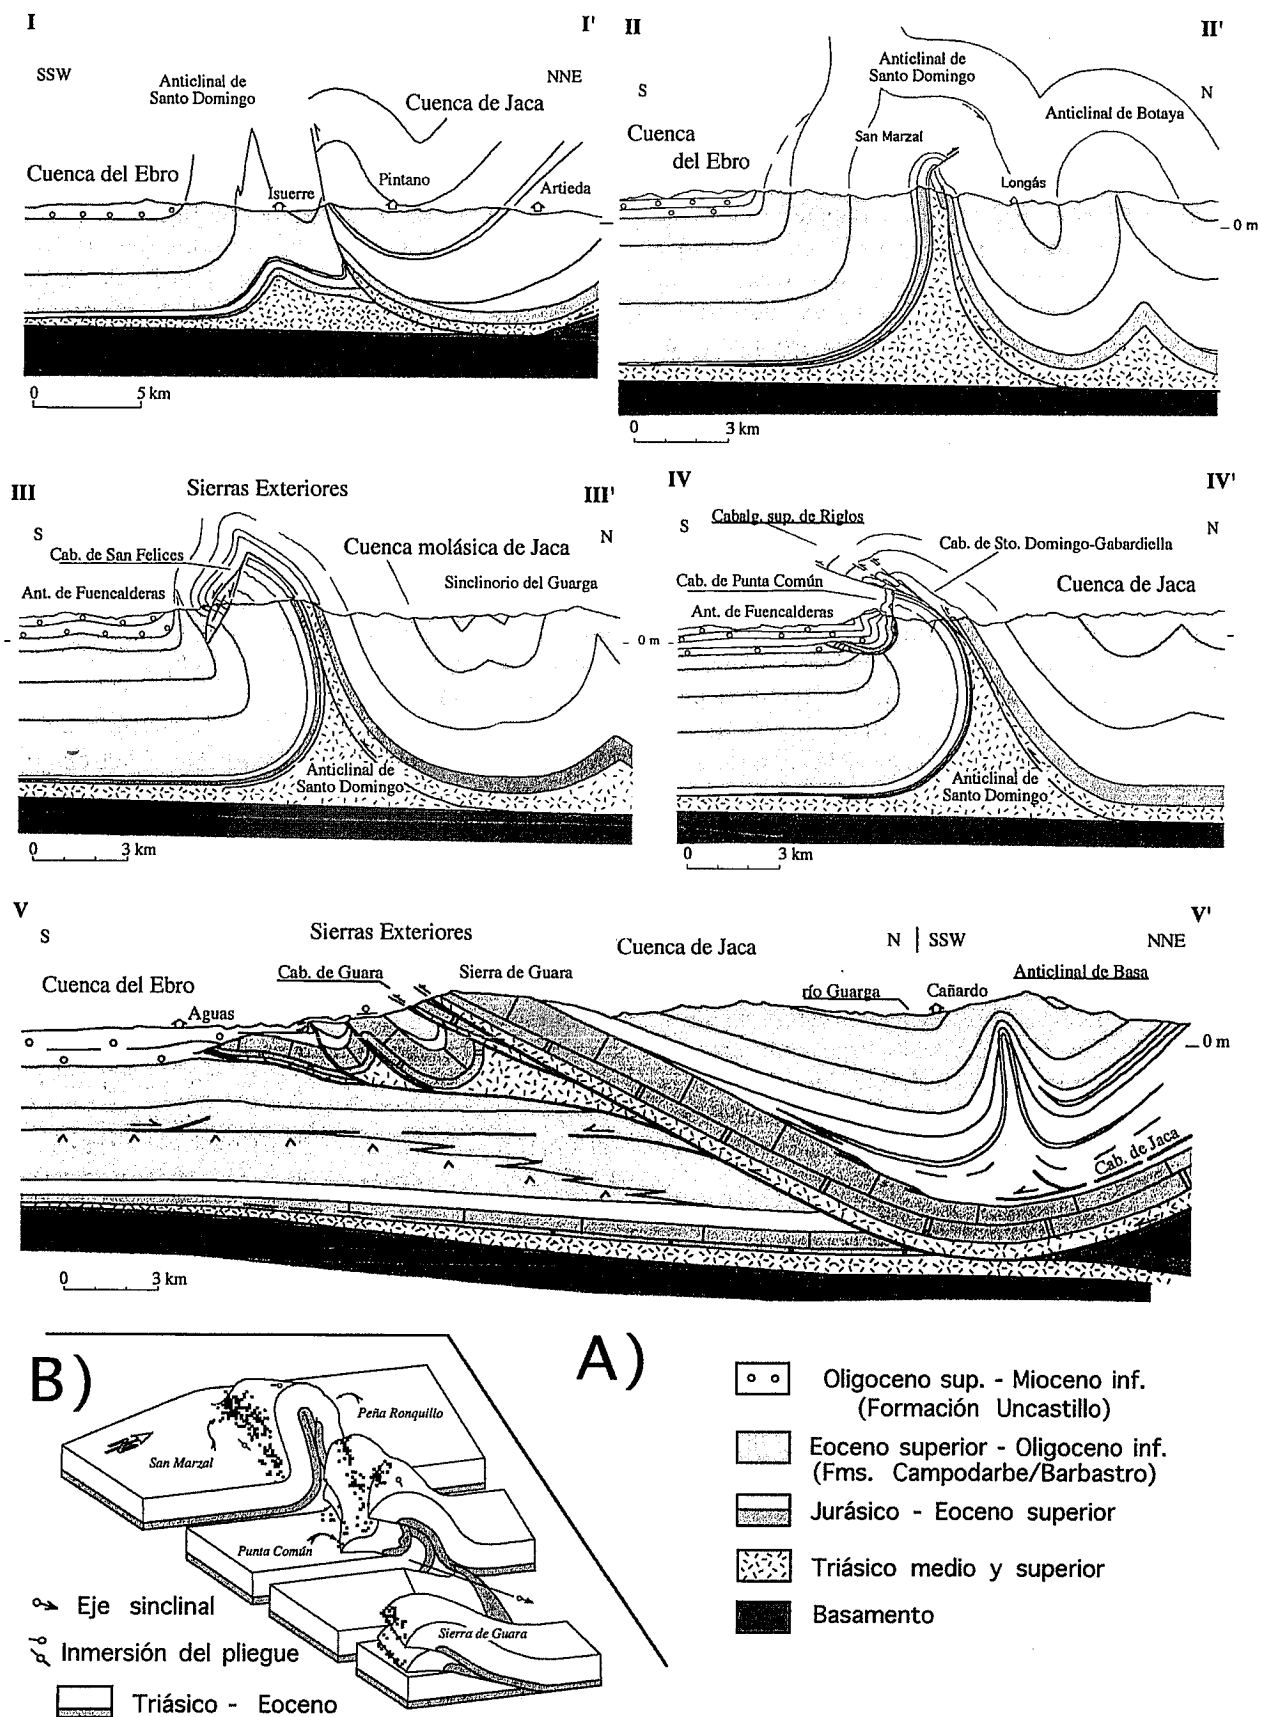 I
I'
SSW
NNE
Anticlinal de
Santo Domingo
Cuenca de Jaca
Cuenca del Ebro
Isuerre
Pintano
Artieda
0
5 km
II
II'
S
N
Anticlinal de
Santo Domingo
Anticlinal de Botaya
Cuenca
del Ebro
San Marzal
Longás
0 m
0
3 km
III
III'
Sierras Exteriores
S
N
Cab. de San Felices
Cuenca molásica de Jaca
Ant. de Fuencalderas
Sinclinorio del Guarga
0 m
Anticlinal de
Santo Domingo
0
3 km
IV
IV'
Cabalg. sup. de Riglos
S
N
Cab. de Sto. Domingo-Gabardiella
Cab. de Punta Común
Cuenca de Jaca
Ant. de Fuencalderas
Anticlinal de
Santo Domingo
0
3 km
V
V'
S
Sierras Exteriores
Cuenca de Jaca
N | SSW
NNE
Cuenca del Ebro
Cab. de Guara
Sierra de Guara
río Guarga
Cañardo
Anticlinal de Basa
Aguas
0 m
Cab. de Jaca
0
3 km
B)
A)
Peña Ronquillo
San Marzal
Punta Común
Sierra de Guara
Eje sinclinal
Inmersión del pliegue
Triásico - Eoceno
Oligoceno sup. - Mioceno inf.
(Formación Uncastillo)
Eoceno superior - Oligoceno inf.
(Fms. Campodarbe/Barbastro)
Jurásico - Eoceno superior
Triásico medio y superior
Basamento